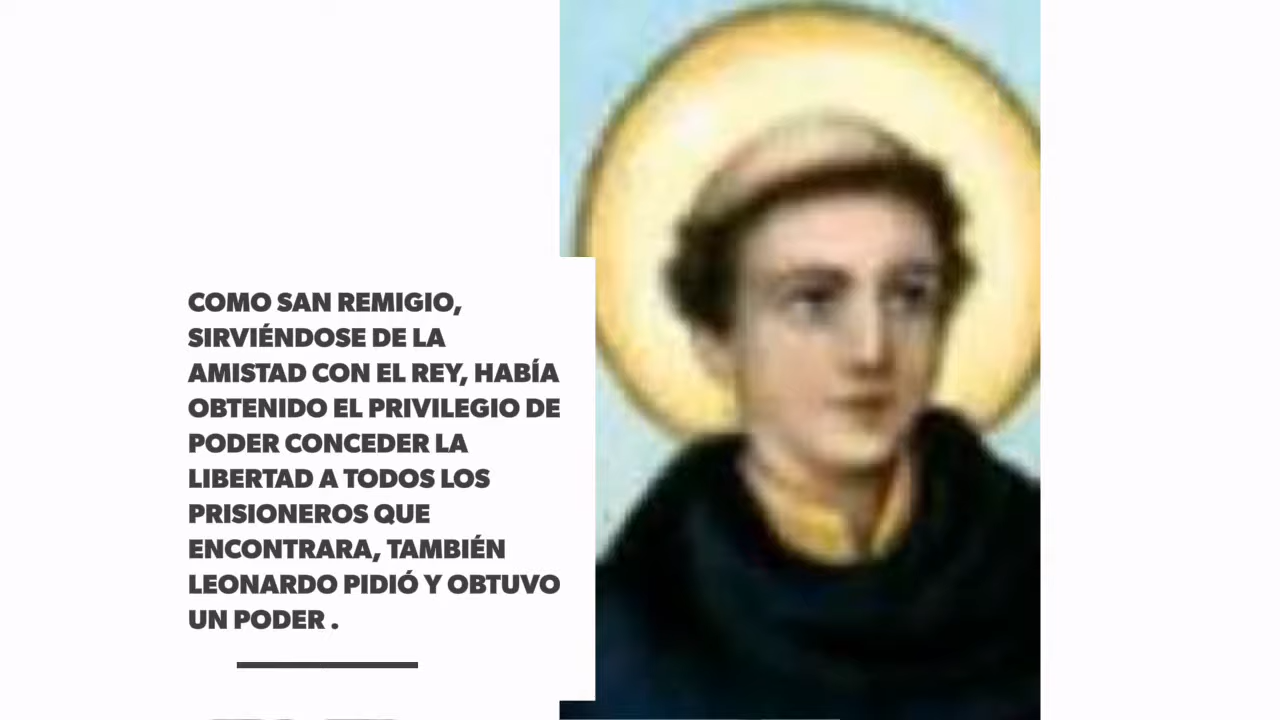 COMO SAN REMIGIO,
SIRVIÉNDOSE DE LA
AMISTAD CON EL REY, HABÍA
OBTENIDO EL PRIVILEGIO DE
PODER CONCEDER LA
LIBERTAD A TODOS LOS
PRISIONEROS QUE
ENCONTRARA, TAMBIÉN
LEONARDO PIDIÓ Y OBTUVO
UN PODER .